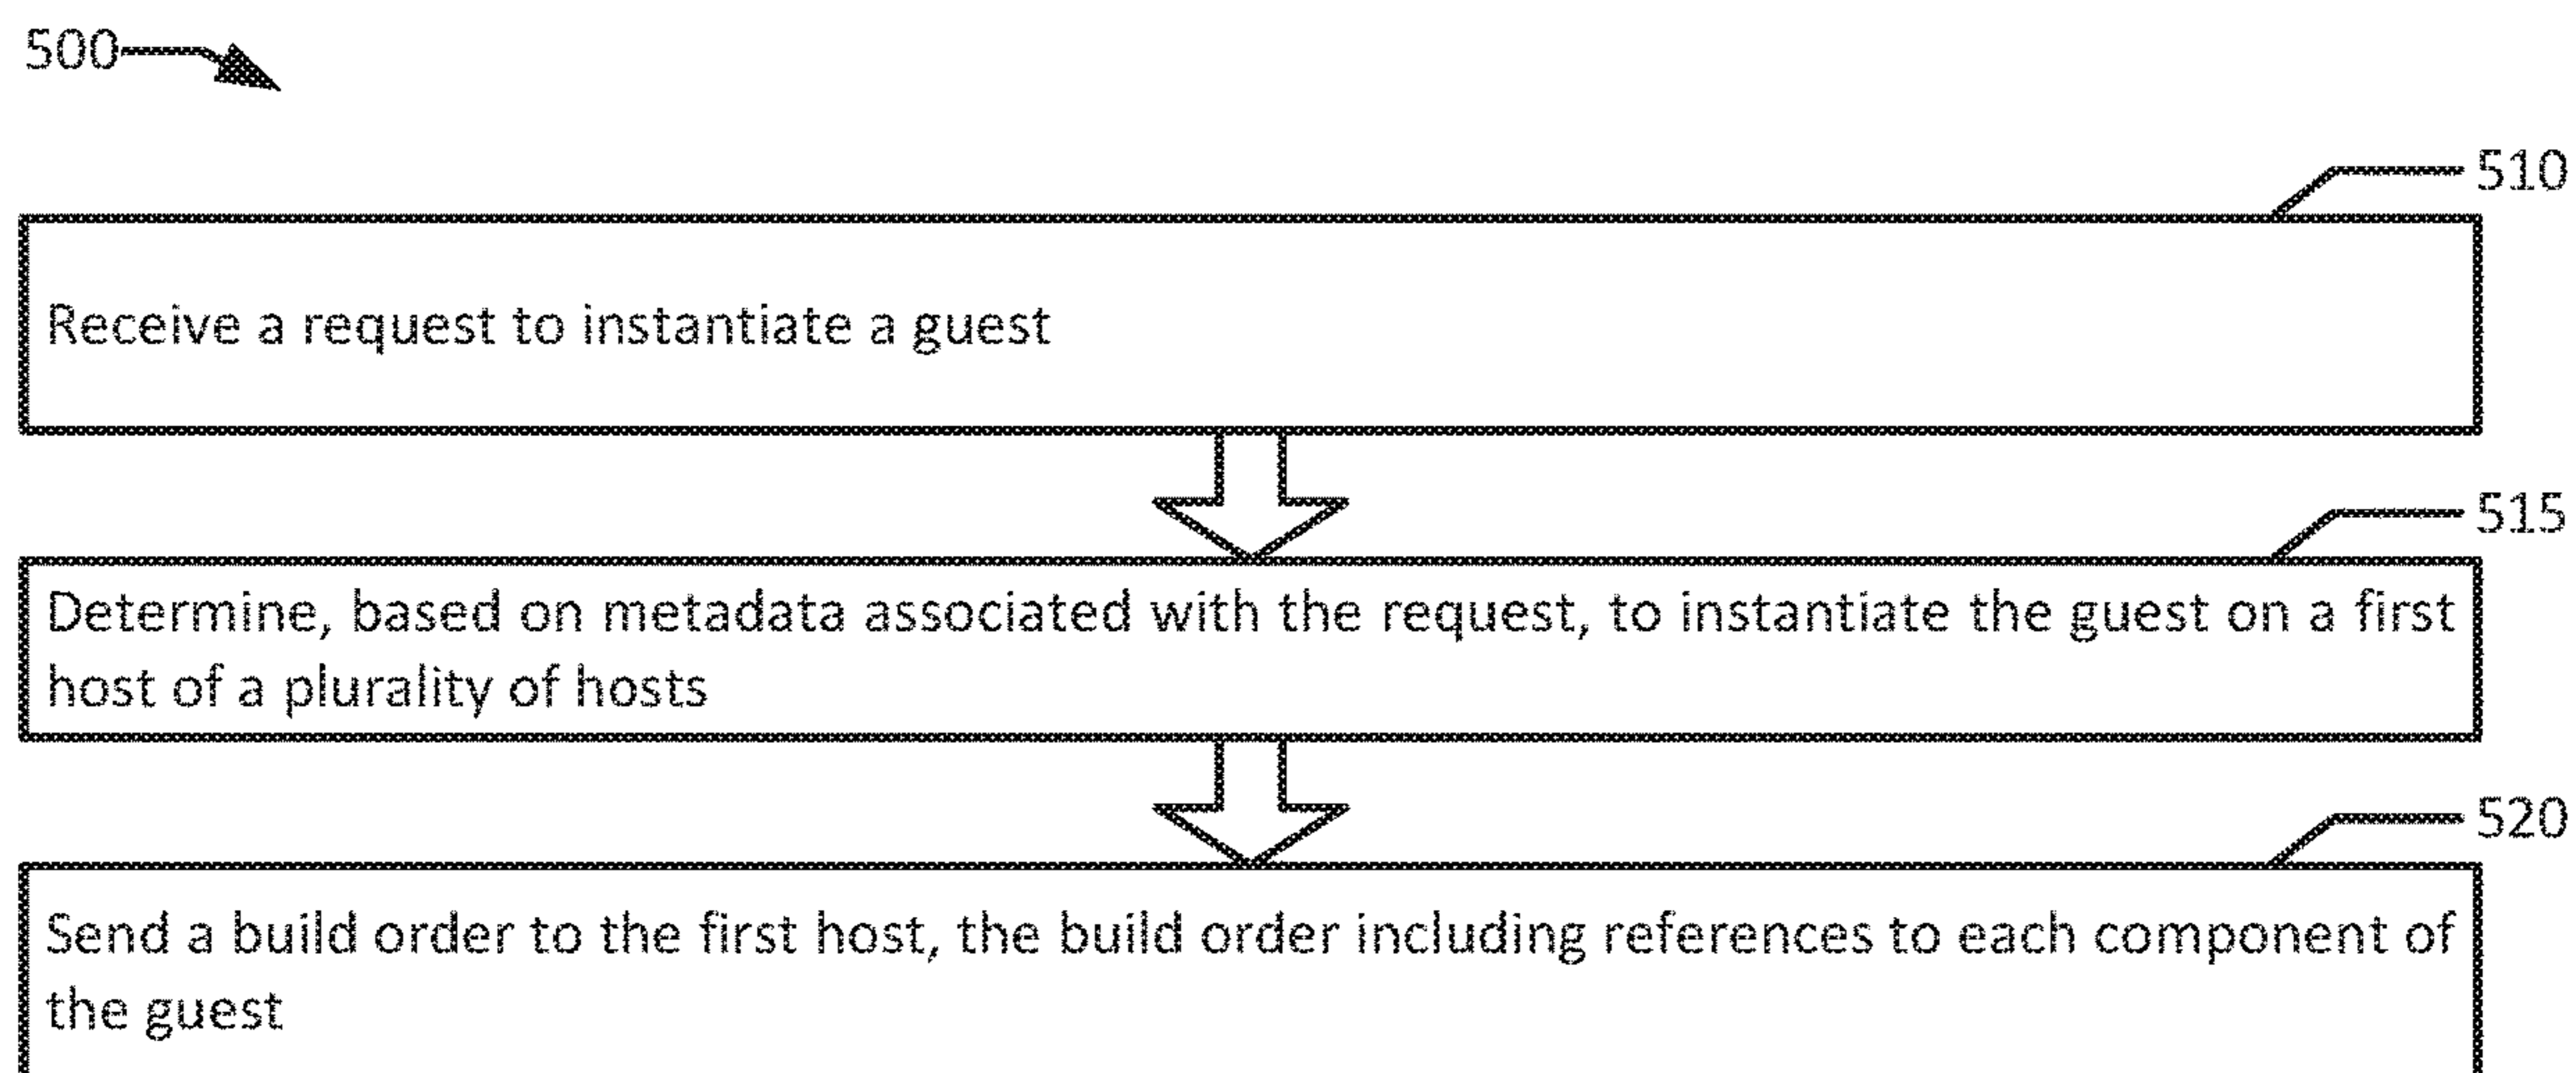 500
510
Receive a request to instantiate a guest
515
Determine, based on metadata associated with the request, to instantiate the guest on a first
host of a plurality of hosts
520
Send a build order to the first host, the build order including references to each component of
the guest